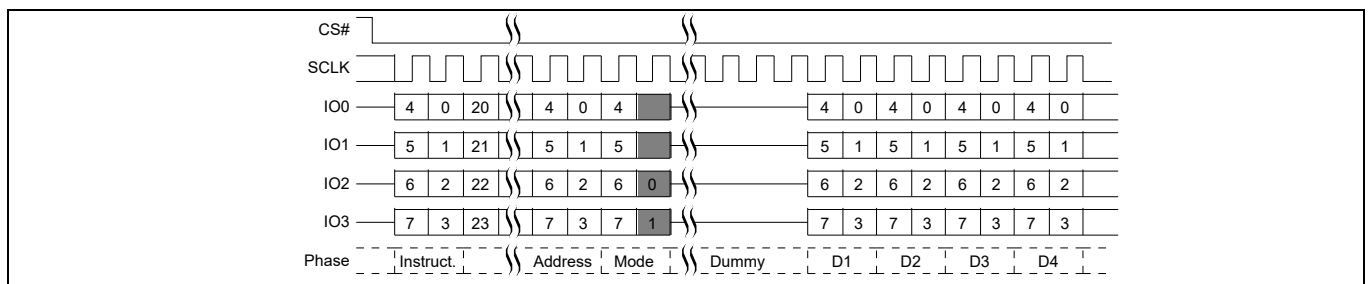 CS#
SCLK
IO0 4 0 20 4 0 4 4 0 4 0 4 0 4 0
IO1 5 1 21 5 1 5 5 1 5 1 5 1 5 1
IO2 6 2 22 6 2 6 0 6 2 6 2 6 2 6 2
IO3 7 3 23 7 3 7 1 7 3 7 3 7 3 7 3
Phase Instruct. Address Mode Dummy D1 D2 D3 D4